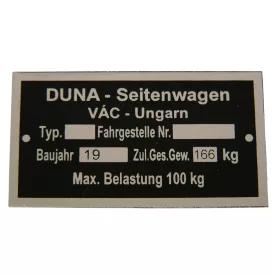 DUNA - Seitenwagen
VÁC - Ungarn
Typ. Fahrgestelle Nr.
Baujahr 19 Zul.Ges.Gew. 166 kg
Max. Belastung 100 kg